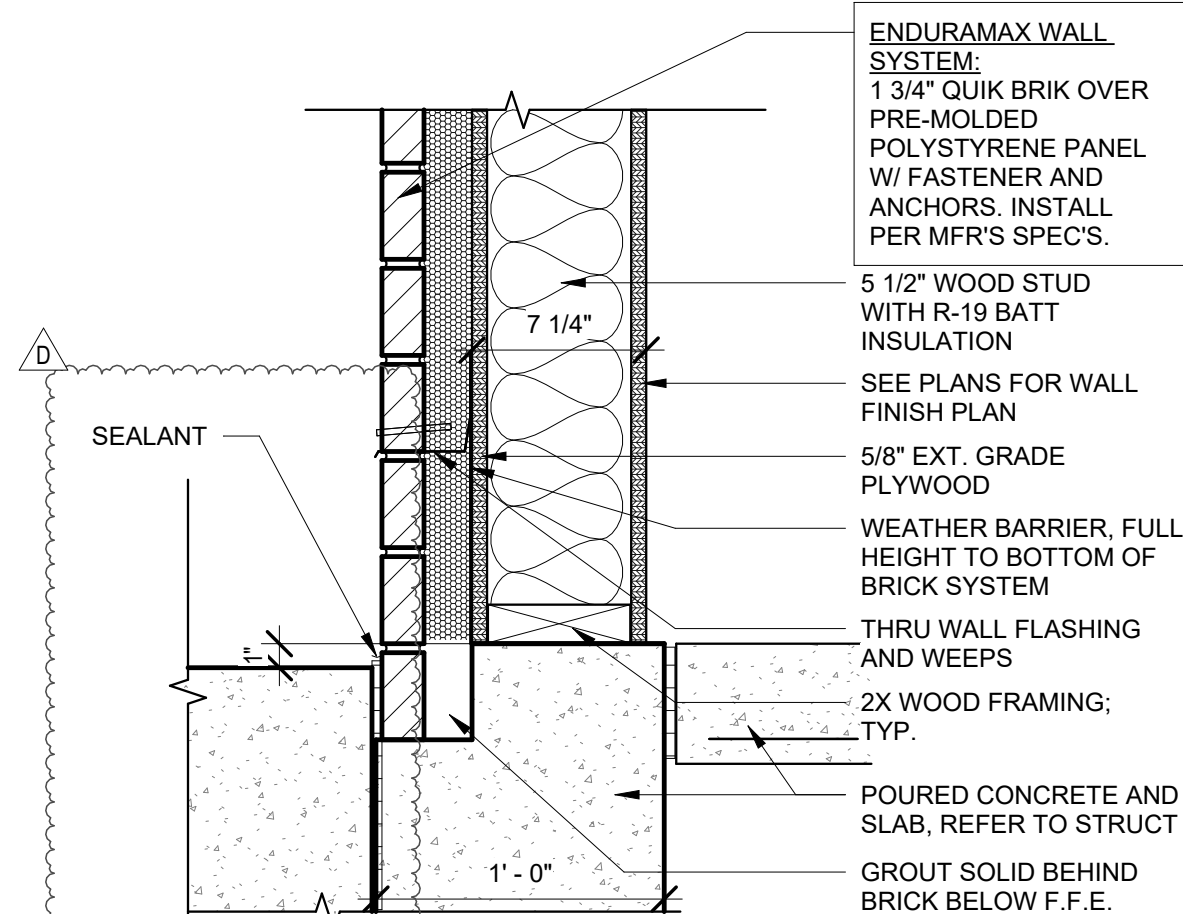 ENDURAMAX WALL
SYSTEM:
1 3/4" QUIK BRIK OVER
PRE-MOLDED
POLYSTYRENE PANEL
W/ FASTENER AND
ANCHORS. INSTALL
PER MFR'S SPEC'S.
5 1/2" WOOD STUD
WITH R-19 BATT
INSULATION
7 1/4"
D
SEE PLANS FOR WALL
FINISH PLAN
SEALANT
5/8" EXT. GRADE
PLYWOOD
WEATHER BARRIER, FULL
HEIGHT TO BOTTOM OF
BRICK SYSTEM
THRU WALL FLASHING
AND WEEPS
1"
2X WOOD FRAMING;
TYP.
POURED CONCRETE AND
SLAB, REFER TO STRUCT
1' - 0"
GROUT SOLID BEHIND
BRICK BELOW F.F.E.